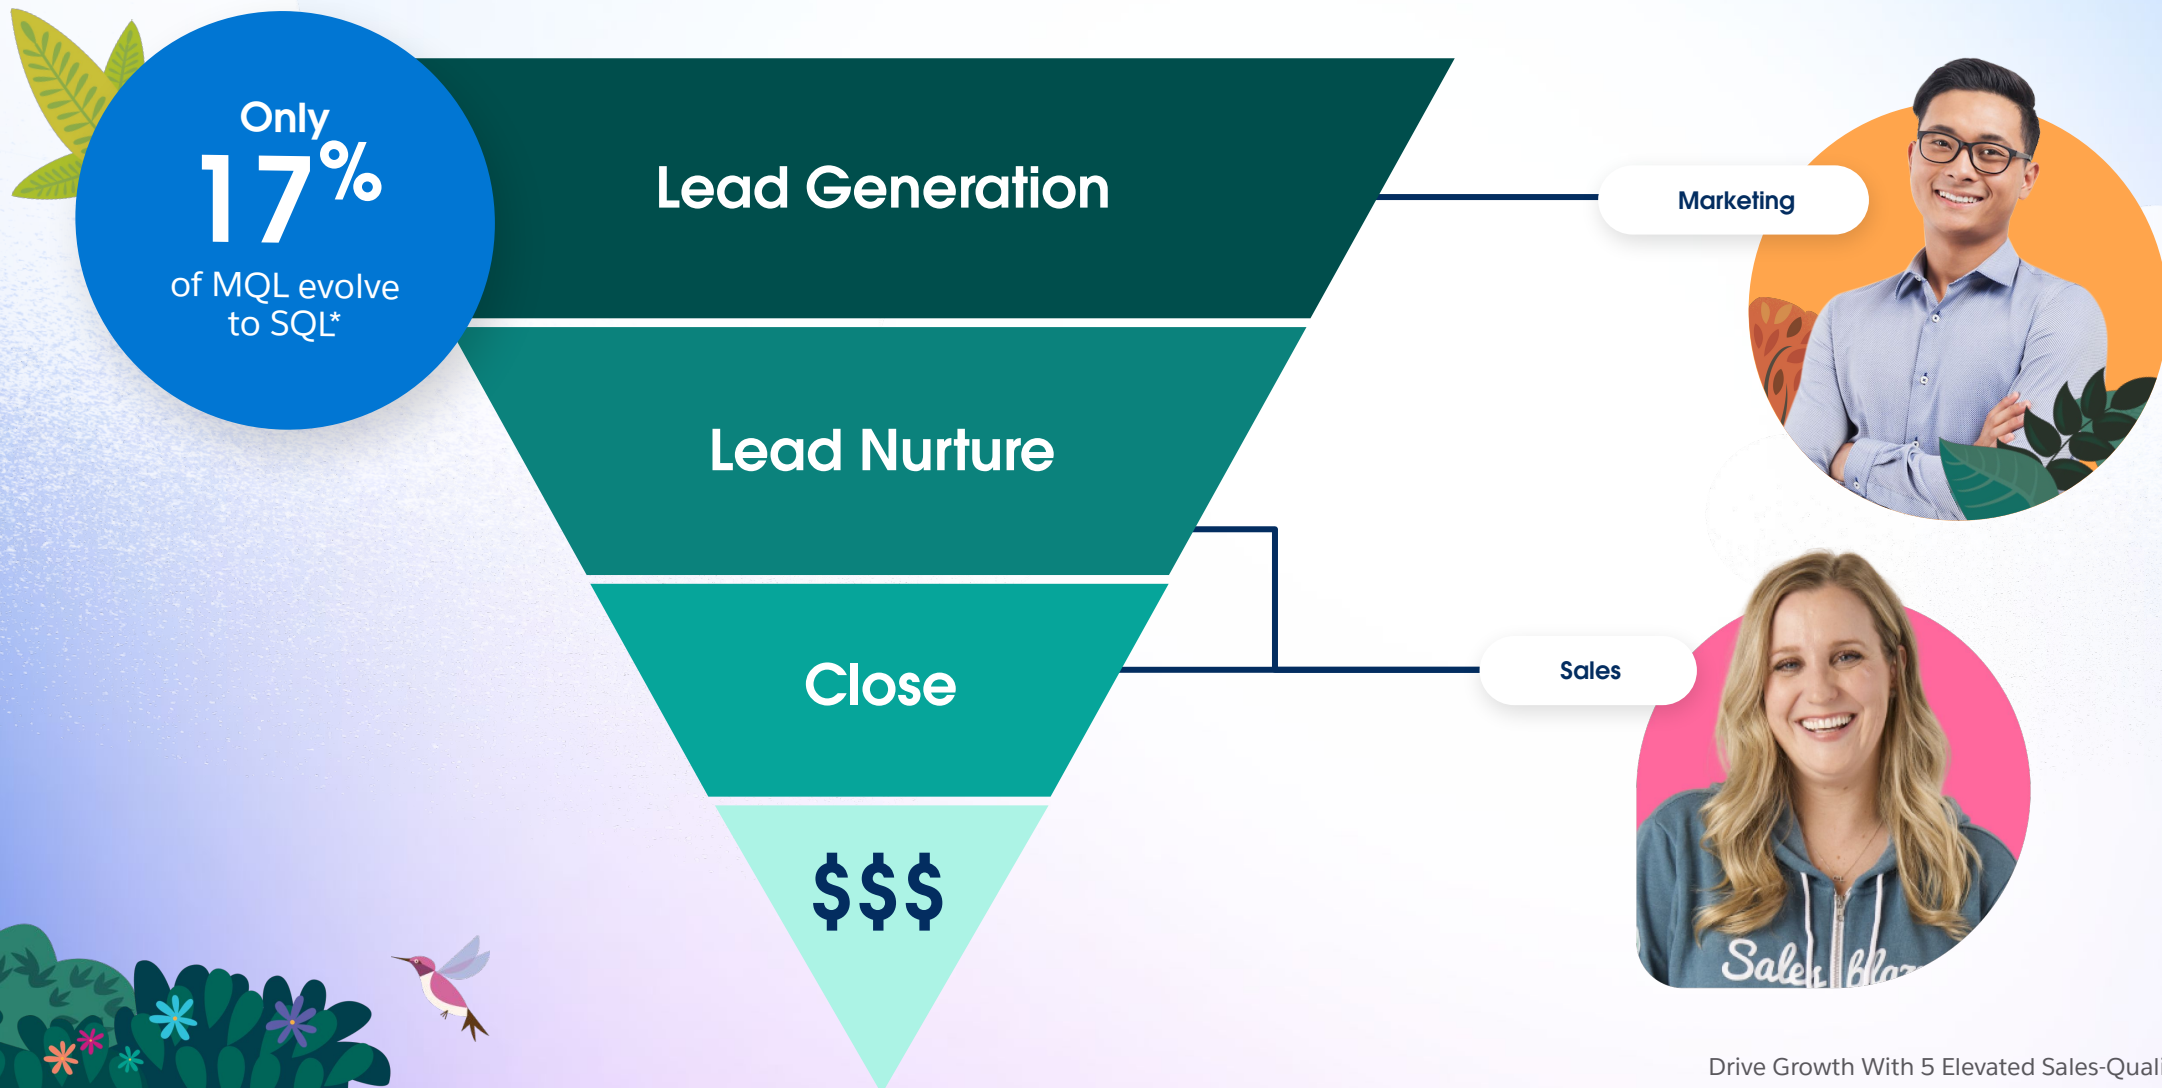 Only
17%
of MQL evolve
to SQL*
Lead Generation
Marketing
Lead Nurture
Close
Sales
$$$
Sales
Drive Growth With 5 Elevated